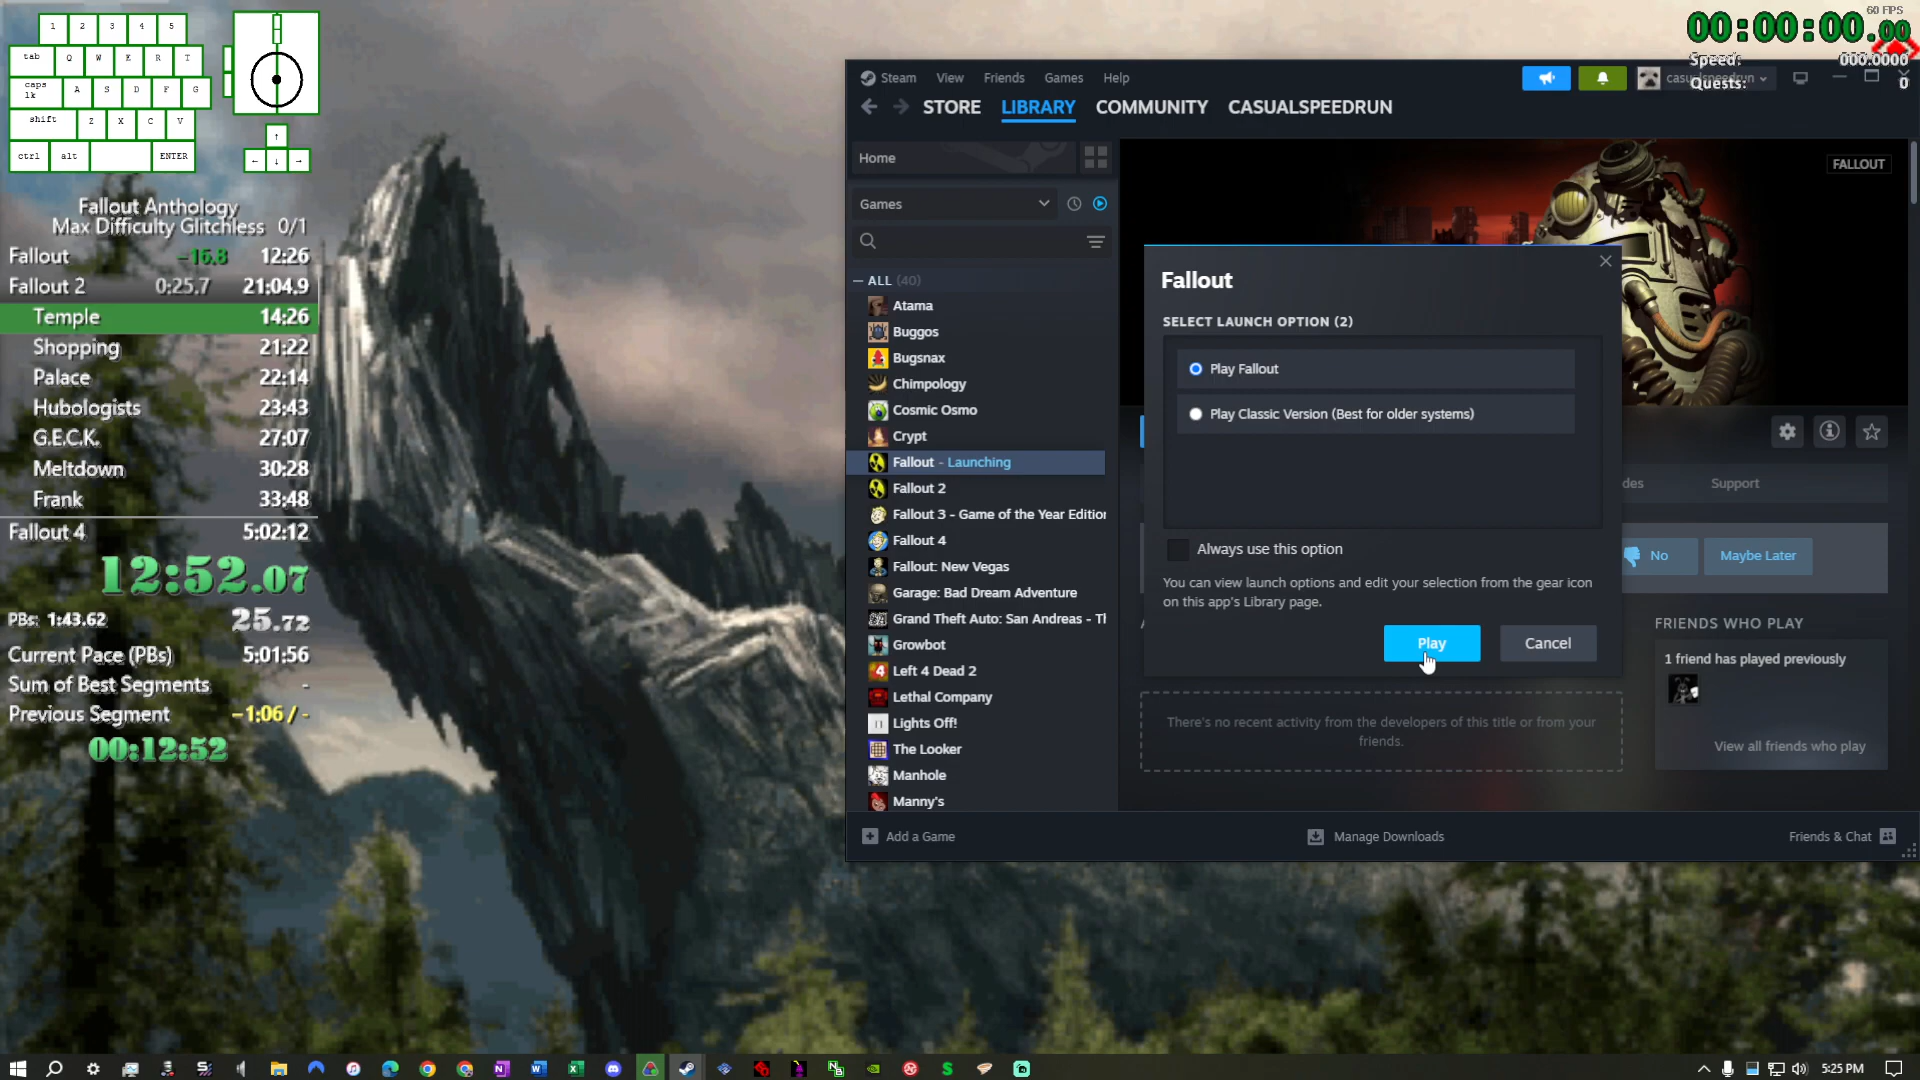 1 2 3 4 5
tab Q W E R T
caps lk A S D F G
shift Z X C V
ctrl alt ENTER
↑
← ↓ →
Fallout Anthology
Max Difficulty Glitchless 0/1
Fallout -16.8 12:26
Fallout 2 0:25.7 21:04.9
Temple 14:26
Shopping 21:22
Palace 22:14
Hubologists 23:43
G.E.C.K. 27:07
Meltdown 30:28
Frank 33:48
Fallout 4 5:02:12
12:52.07
PBs: 1:43.62 25.72
Current Pace (PBs) 5:01:56
Sum of Best Segments -
Previous Segment -1:06 / -
00:12:52
60 FPS
00:00:00.00
Speed: 000.0000
Quests: 0
Steam View Friends Games Help
casualspeedrun
STORE LIBRARY COMMUNITY CASUALSPEEDRUN
Home
Games
ALL (40)
Atama
Buggos
Bugsnax
Chimpology
Cosmic Osmo
Crypt
Fallout - Launching
Fallout 2
Fallout 3 - Game of the Year Edition
Fallout 4
Fallout: New Vegas
Garage: Bad Dream Adventure
Grand Theft Auto: San Andreas - Th
Growbot
Left 4 Dead 2
Lethal Company
Lights Off!
The Looker
Manhole
Manny's
FALLOUT
Fallout
SELECT LAUNCH OPTION (2)
Play Fallout
Play Classic Version (Best for older systems)
Always use this option
You can view launch options and edit your selection from the gear icon
on this app's Library page.
Play Cancel
des Support
No Maybe Later
FRIENDS WHO PLAY
1 friend has played previously
View all friends who play
There's no recent activity from the developers of this title or from your
friends.
Add a Game Manage Downloads Friends & Chat
5:25 PM